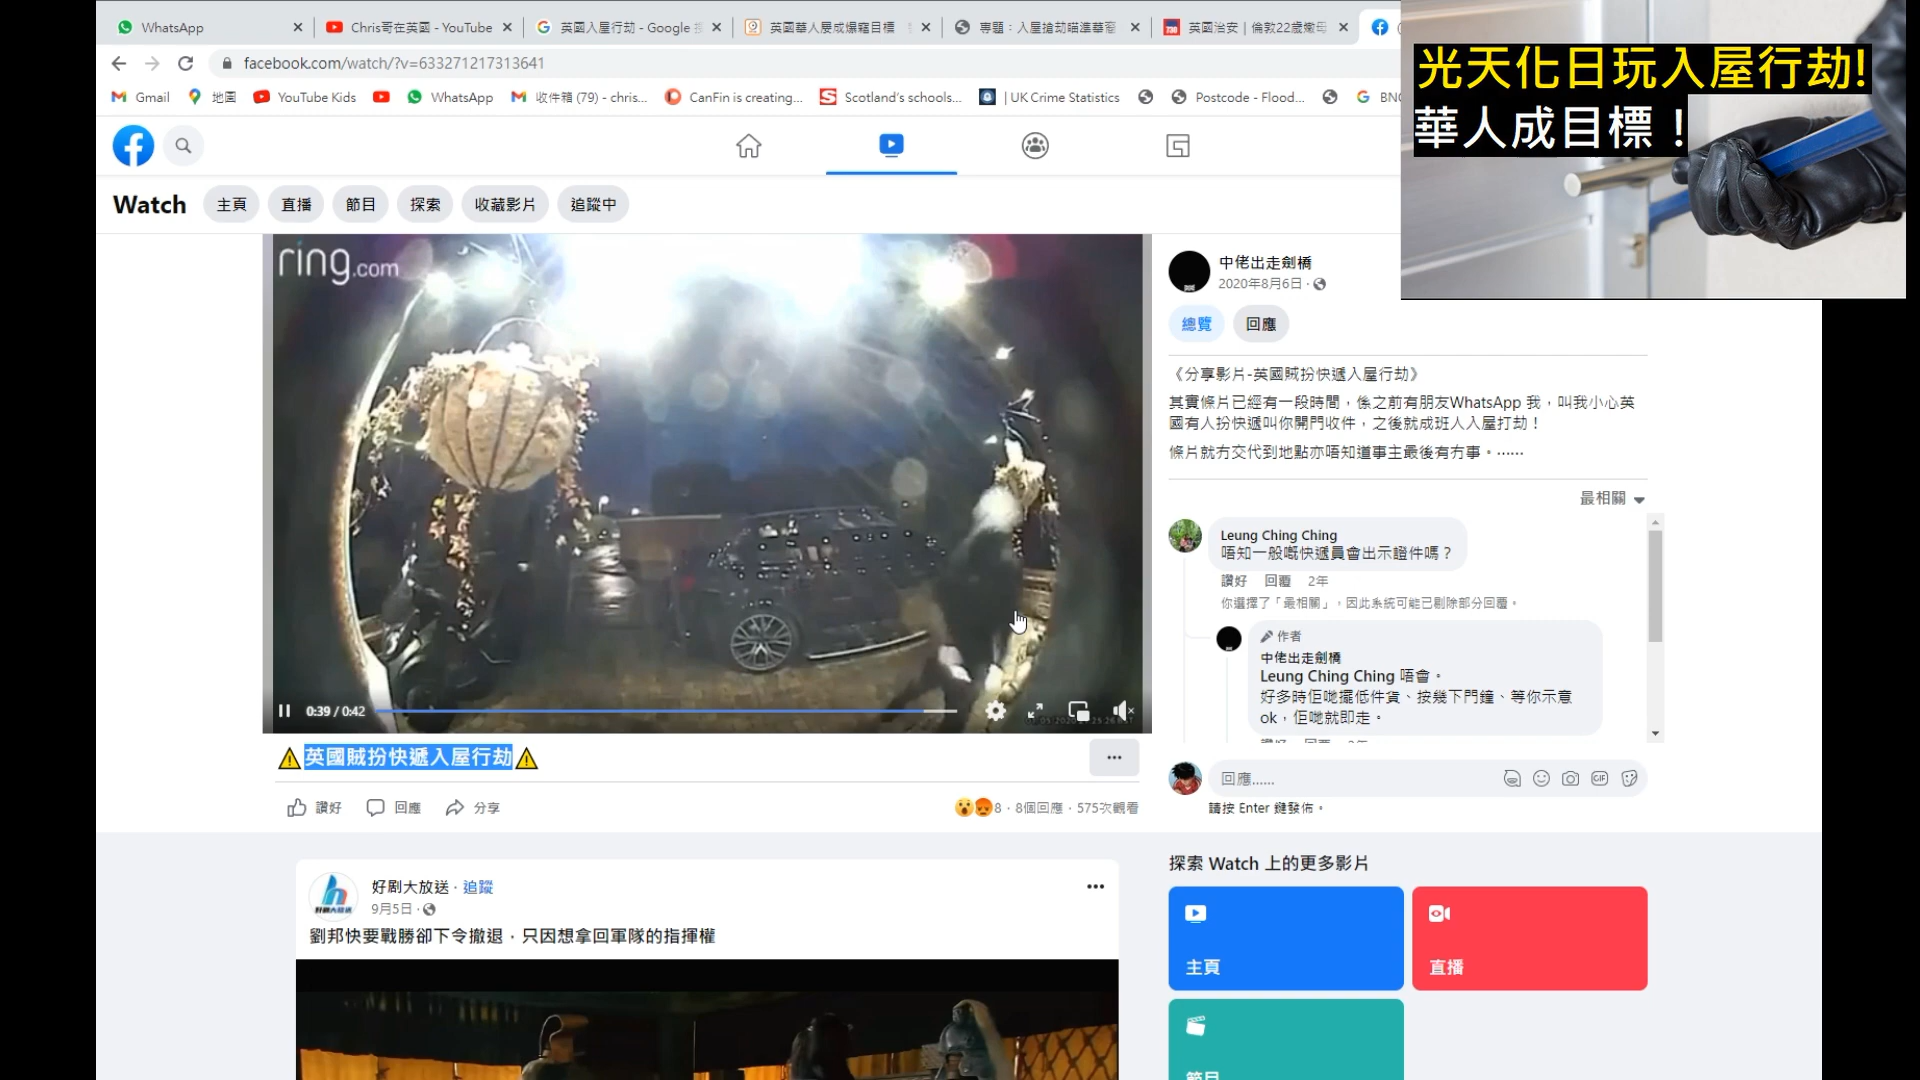 WhatsApp
Chris哥在英國 - YouTube
英國入屋行劫 - Google
英國華人屢成爆竊目標
專題：入屋搶劫瞄準華裔
英國治安 | 倫敦22歲嫩母
facebook.com/watch/?v=633271217313641
Gmail
地圖
YouTube Kids
WhatsApp
收件箱 (79) - chris...
CanFin is creating...
Scotland's schools...
| UK Crime Statistics
Postcode - Flood...
光天化日玩入屋行劫!
華人成目標！
Watch
主頁
直播
節目
探索
收藏影片
追蹤中
ring.com
0:39 / 0:42
⚠英國賊扮快遞入屋行劫⚠
讚好
回應
分享
8 · 8個回應 · 575次觀看
中佬出走劍橋
2020年8月6日 ·
總覽
回應
《分享影片-英國賊扮快遞入屋行劫》
其實條片已經有一段時間，係之前有朋友WhatsApp 我，叫我小心英
國有人扮快遞叫你開門收件，之後就成班人入屋打劫！
條片就冇交代到地點亦唔知道事主最後有冇事。……
最相關
Leung Ching Ching
唔知一般嘅快遞員會出示證件嗎？
讚好 回覆 2年
你選擇了「最相關」，因此系統可能已剔除部分回覆。
作者
中佬出走劍橋
Leung Ching Ching 唔會。
好多時佢哋擺低件貨、按幾下門鐘、等你示意
ok，佢哋就即走。
回應......
請按 Enter 鍵發佈。
好剧大放送 · 追蹤
9月5日 ·
劉邦快要戰勝卻下令撤退，只因想拿回軍隊的指揮權
探索 Watch 上的更多影片
主頁
直播
節目